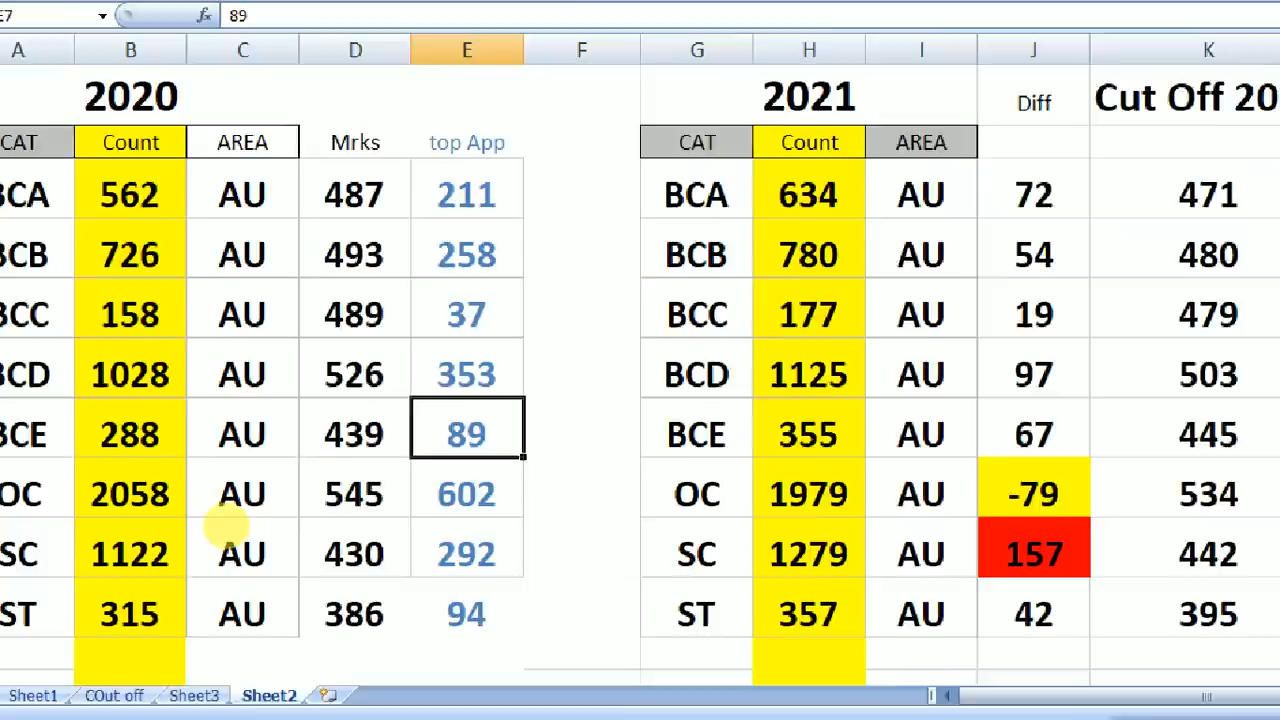 E7 fx 89
A B C D E F G H I J K
2020 2021 Diff Cut Off 20
CAT Count AREA Mrks top App CAT Count AREA
BCA 562 AU 487 211 BCA 634 AU 72 471
BCB 726 AU 493 258 BCB 780 AU 54 480
BCC 158 AU 489 37 BCC 177 AU 19 479
BCD 1028 AU 526 353 BCD 1125 AU 97 503
BCE 288 AU 439 89 BCE 355 AU 67 445
OC 2058 AU 545 602 OC 1979 AU -79 534
SC 1122 AU 430 292 SC 1279 AU 157 442
ST 315 AU 386 94 ST 357 AU 42 395
Sheet1 COut off Sheet3 Sheet2